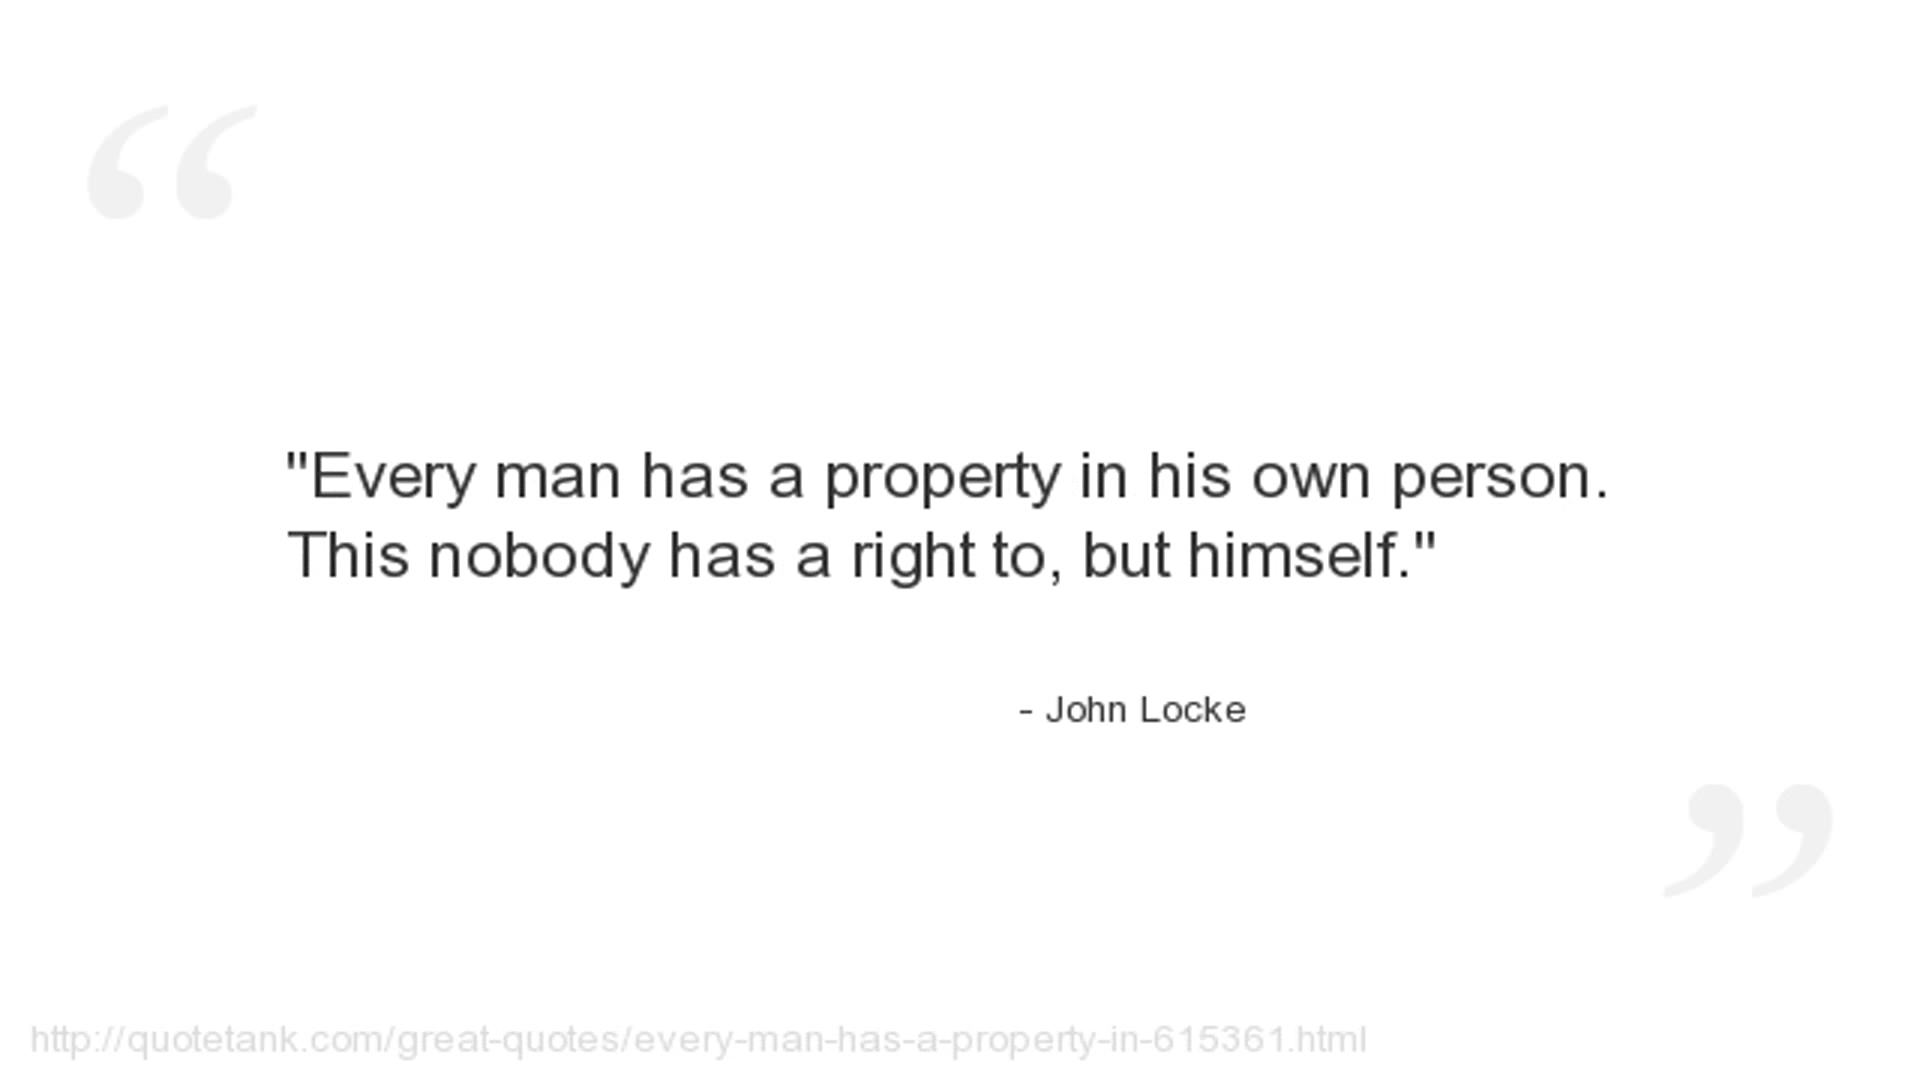 "Every man has a property in his own person.
This nobody has a right to, but himself."
- John Locke
http://quotetank.com/great-quotes/every-man-has-a-property-in-615361.html